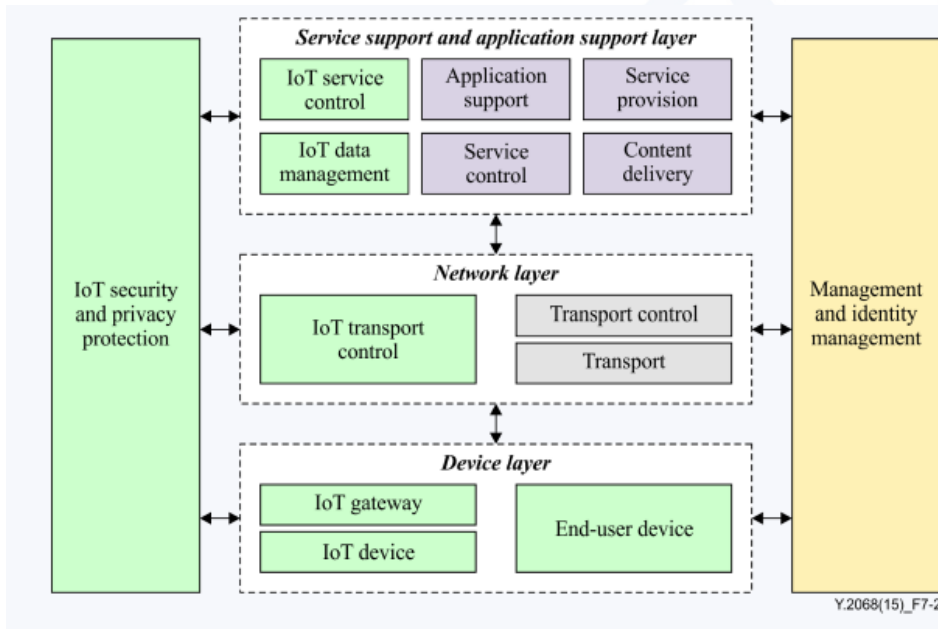 Service support and application support layer
IoT service
control
Application
support
Service
provision
IoT data
management
Service
control
Content
delivery
Network layer
IoT security
and privacy
protection
IoT transport
control
Transport control
Transport
Management
and identity
management
Device layer
IoT gateway
IoT device
End-user device
Y.2068(15)_F7-2